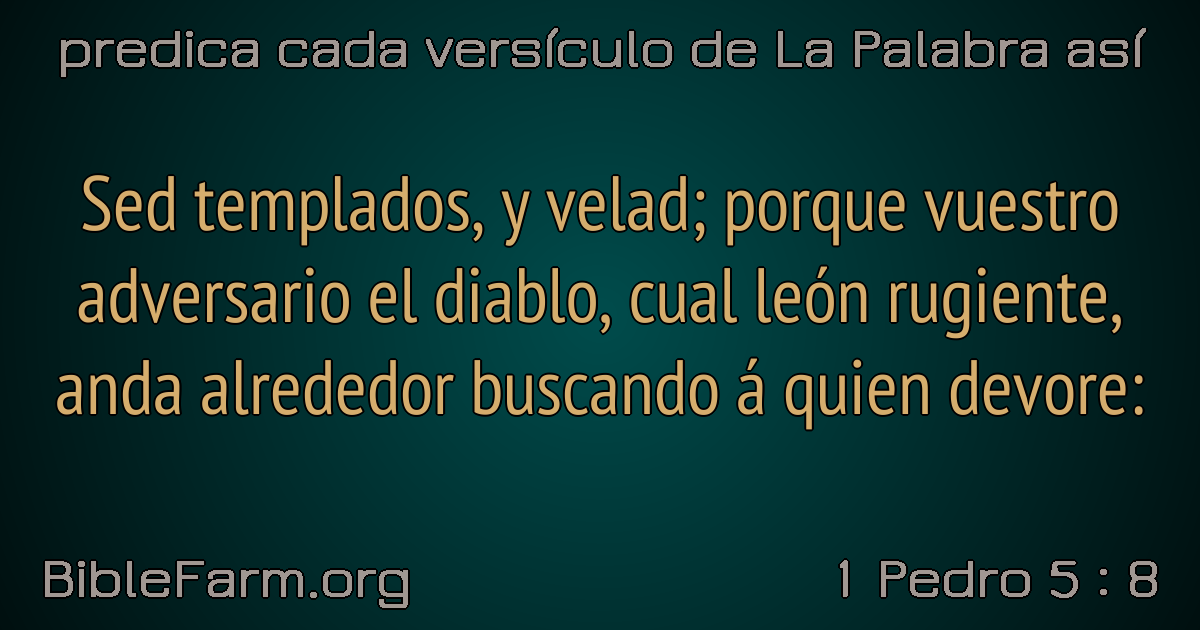 predica cada versículo de La Palabra así
Sed templados, y velad; porque vuestro
adversario el diablo, cual león rugiente,
anda alrededor buscando á quien devore:
BibleFarm.org
1 Pedro 5 : 8